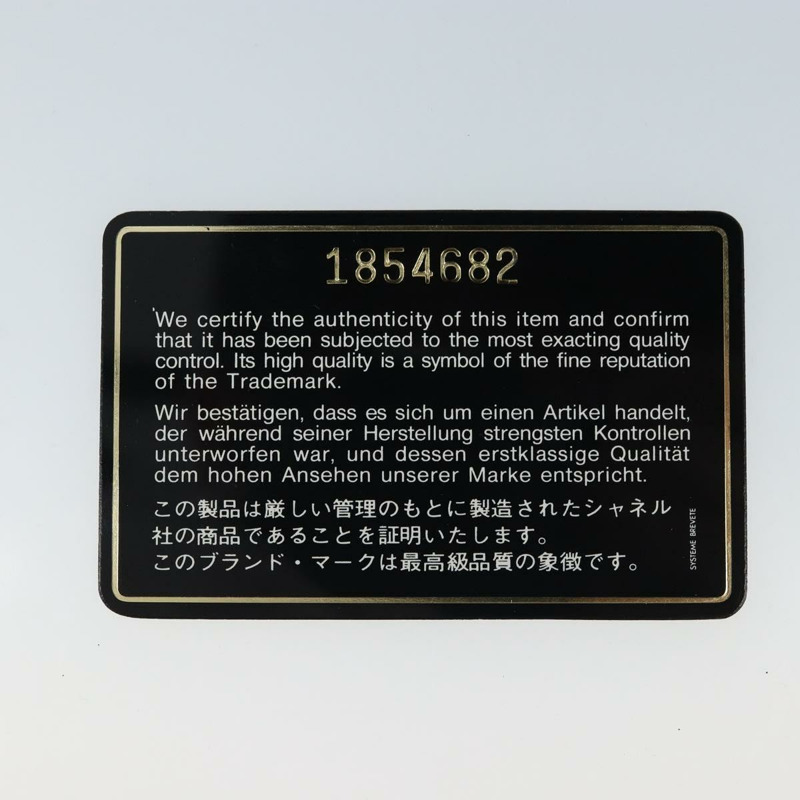 1854682
We certify the authenticity of this item and confirm
that it has been subjected to the most exacting quality
control. Its high quality is a symbol of the fine reputation
of the Trademark.
Wir bestätigen, dass es sich um einen Artikel handelt,
der während seiner Herstellung strengsten Kontrollen
unterworfen war, und dessen erstklassige Qualität
dem hohen Ansehen unserer Marke entspricht.
この製品は厳しい管理のもとに製造されたシャネル
社の商品であることを証明いたします。
このブランド・マークは最高級品質の象徴です。
SYSTEME BREVETE